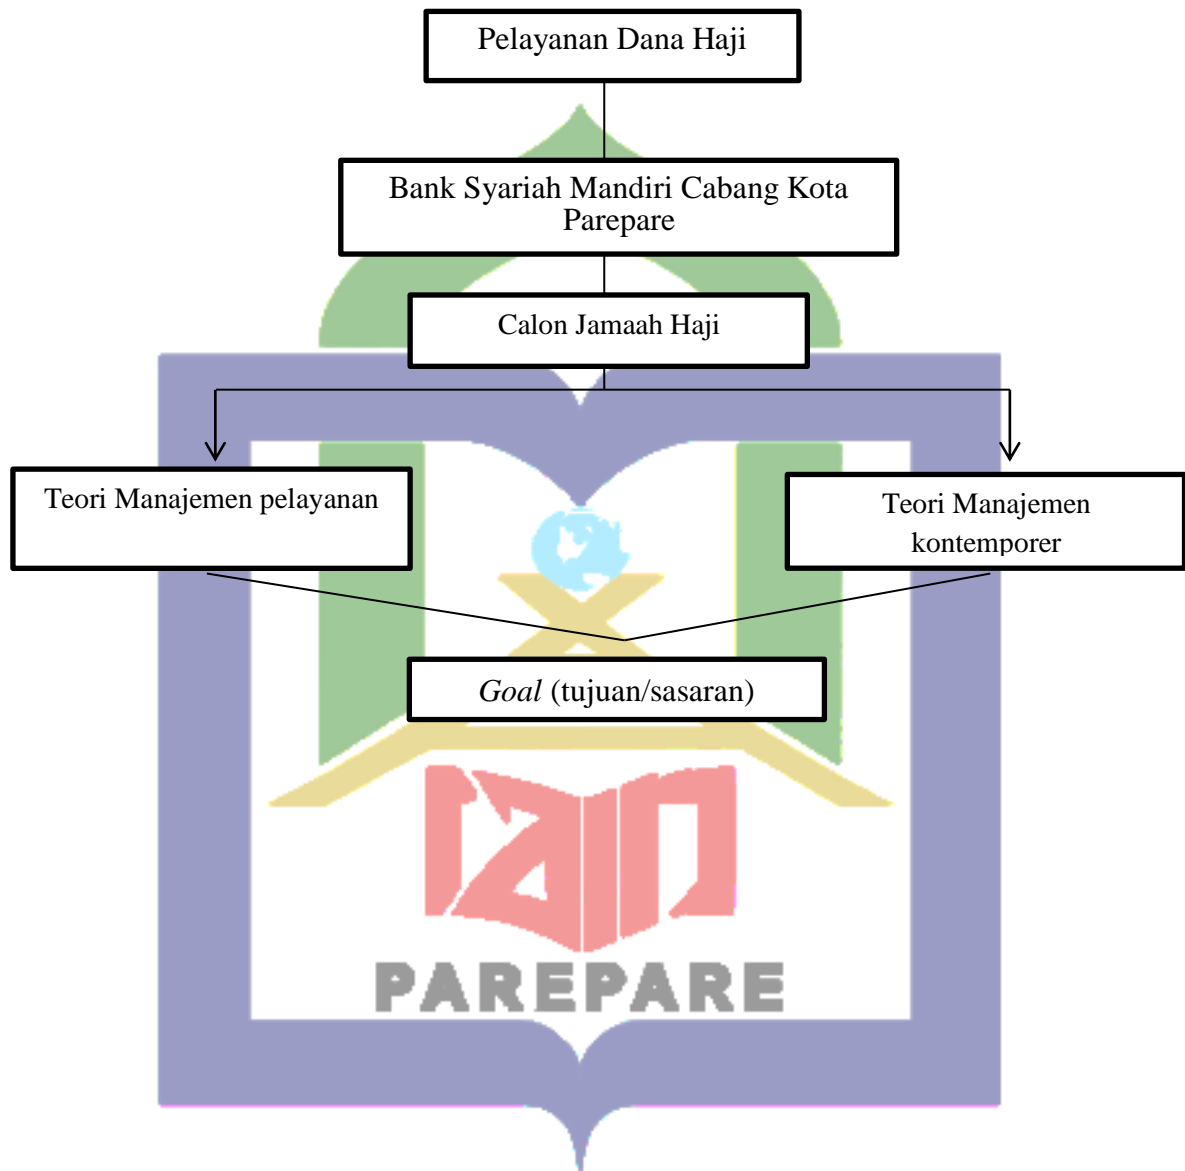 Pelayanan Dana Haji
Bank Syariah Mandiri Cabang Kota
Parepare
Calon Jamaah Haji
Teori Manajemen pelayanan
Teori Manajemen
kontemporer
Goal (tujuan/sasaran)
iain
PAREPARE